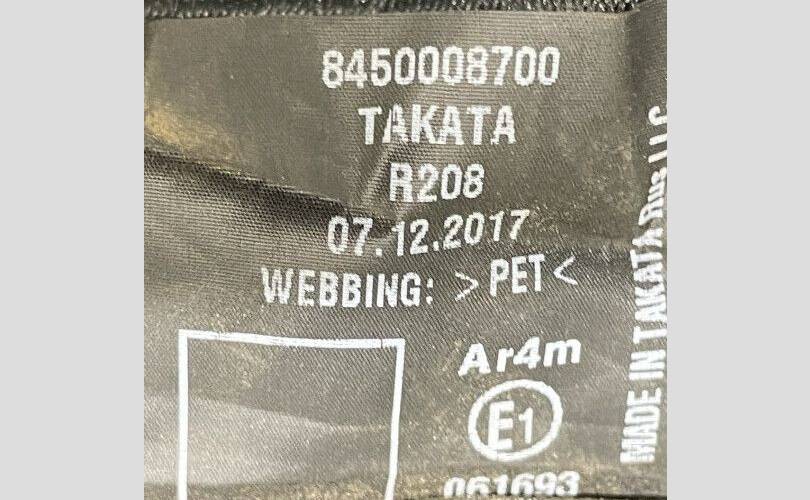 8450008700
TAKATA
R208
07.12.2017
WEBBING: >PET<
Ar4m
E1
061693
MADE IN TAKATA Rus LLC